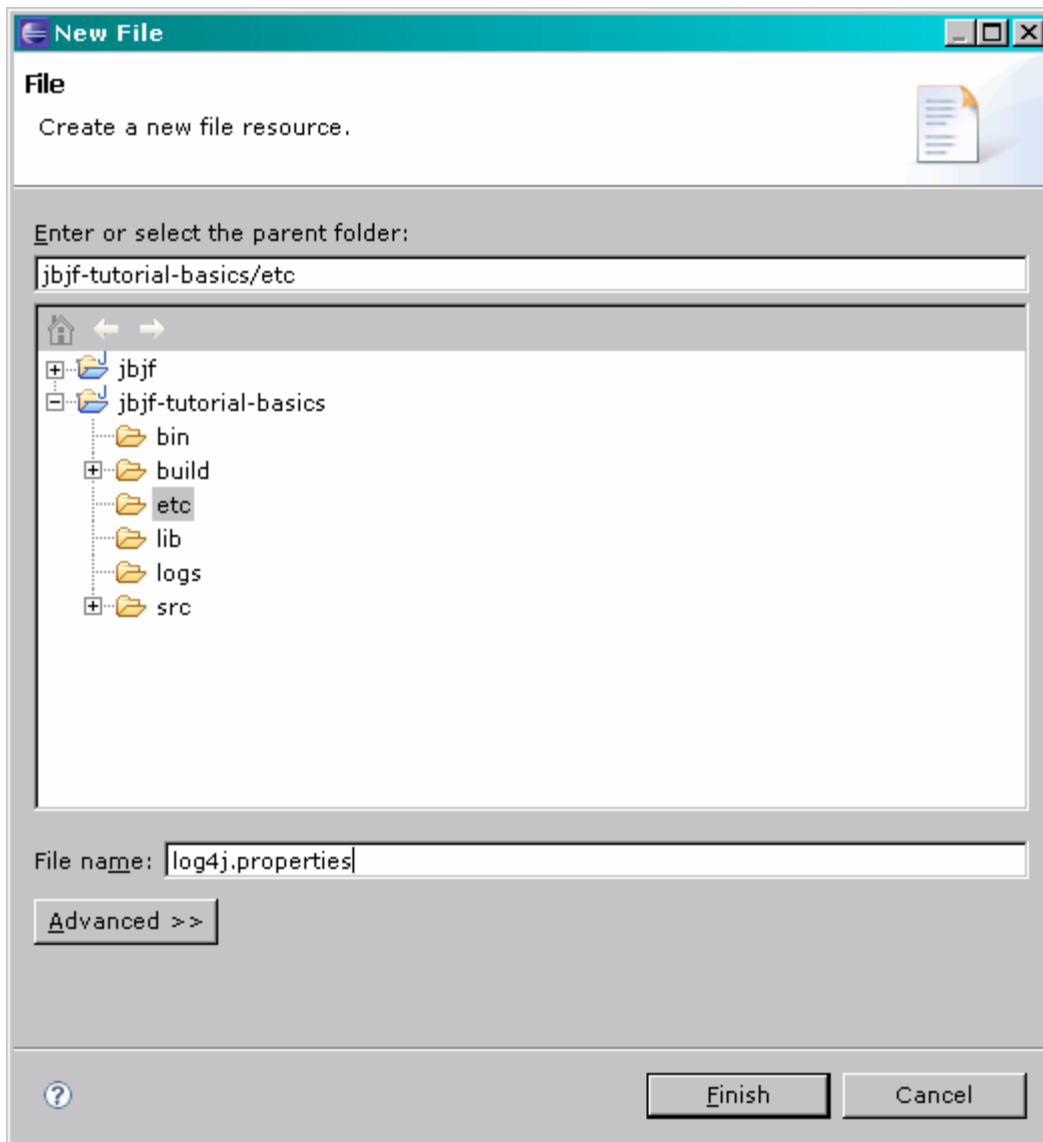 New File
File
Create a new file resource.
Enter or select the parent folder:
jbjf-tutorial-basics/etc
jbjf
jbjf-tutorial-basics
bin
build
etc
lib
logs
src
File name: log4j.properties
Advanced >>
Finish Cancel